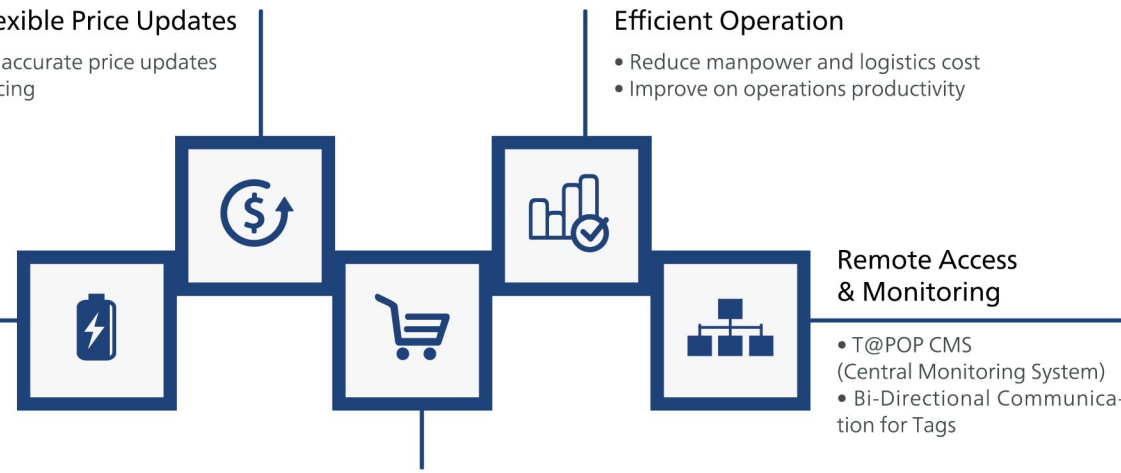 exible Price Updates
accurate price updates
cing
Efficient Operation
• Reduce manpower and logistics cost
• Improve on operations productivity
$
Remote Access
& Monitoring
• T@POP CMS
(Central Monitoring System)
• Bi-Directional Communica-
tion for Tags